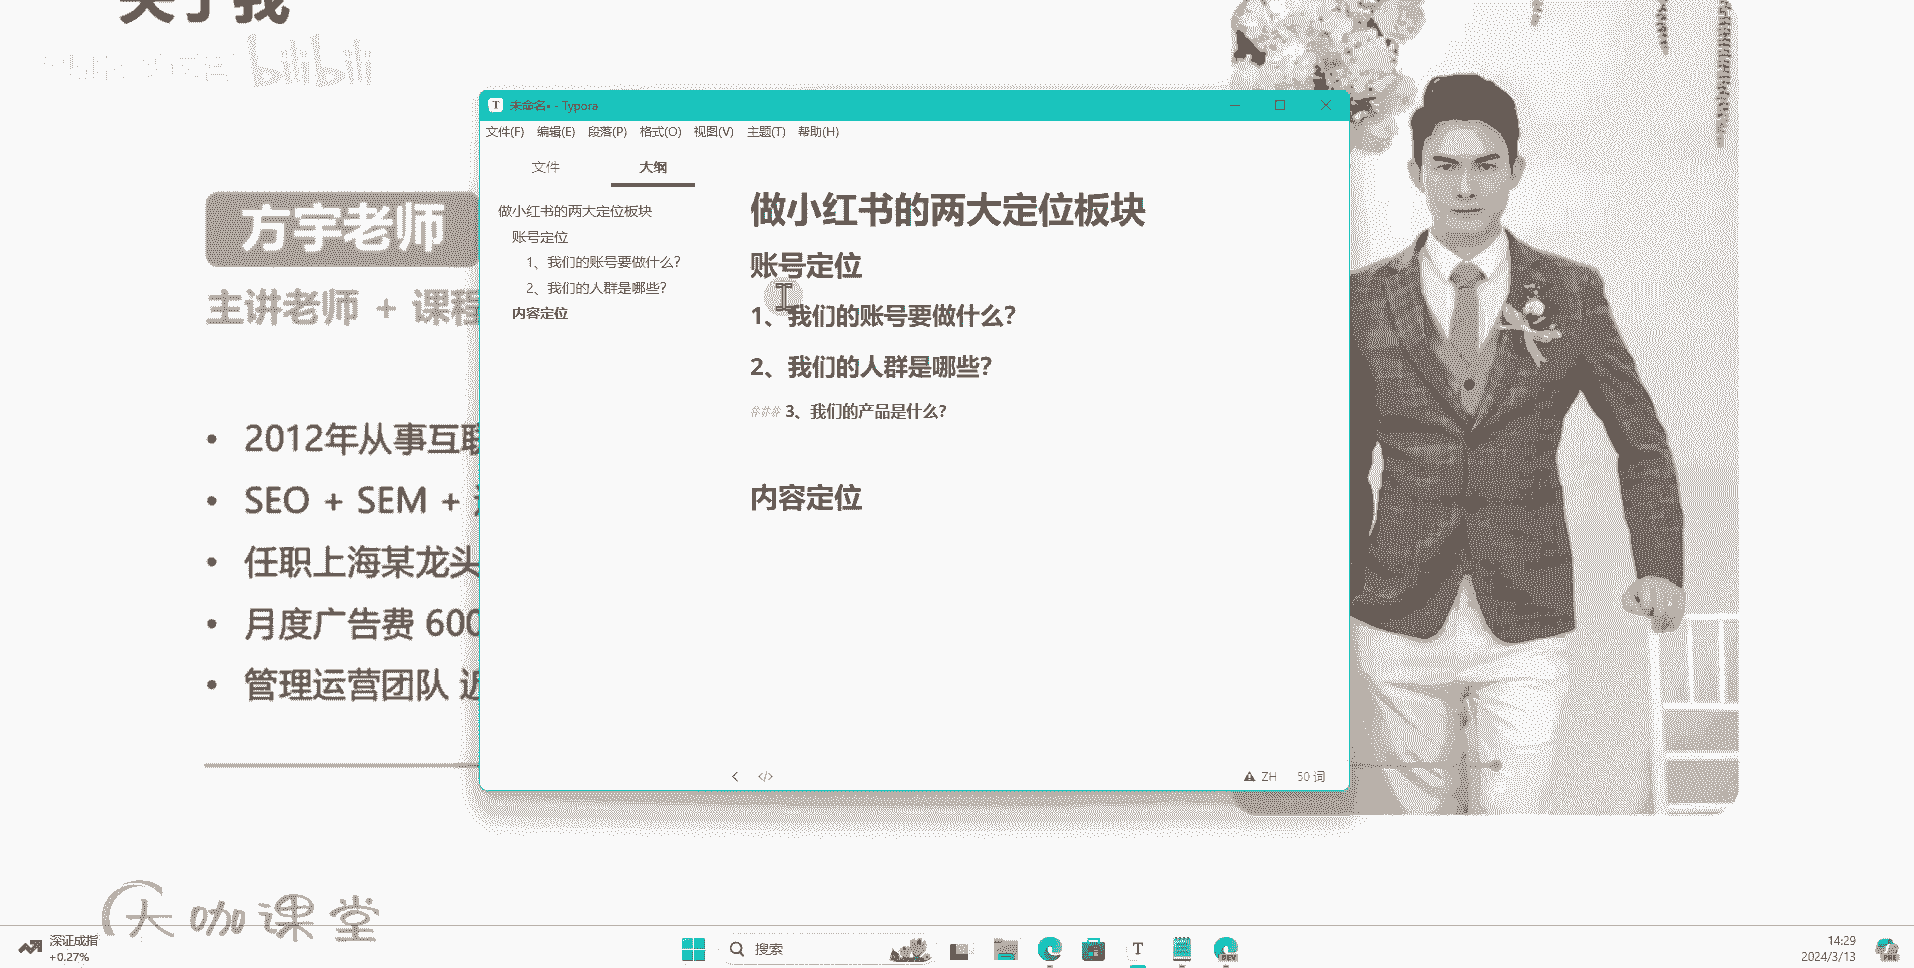 关于我
bilibili
方宇老师
主讲老师 + 课程
2012年从事互联
SEO + SEM +
任职上海某龙头
月度广告费 600
管理运营团队 近
大咖课堂
未命名• - Typora
文件(F) 编辑(E) 段落(P) 格式(O) 视图(V) 主题(T) 帮助(H)
文件 大纲
做小红书的两大定位板块
账号定位
1、我们的账号要做什么?
2、我们的人群是哪些?
内容定位
做小红书的两大定位板块
账号定位
1、我们的账号要做什么?
2、我们的人群是哪些?
### 3、我们的产品是什么?
内容定位
</> ZH 50 词
深证成指
+0.27%
搜索
T
DEV
14:29
2024/3/13
PRE